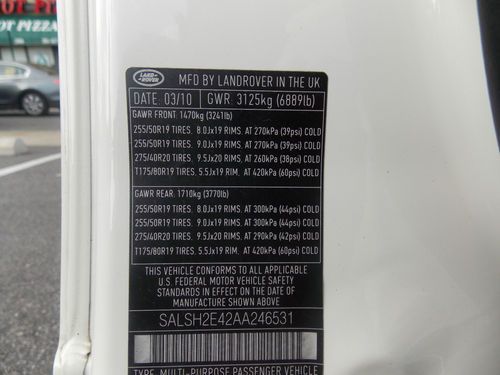 HOT PIZZA
LAND ROVER
MFD BY LANDROVER IN THE UK
DATE 03/10 GWR: 3125kg (6889lb)
GAWR FRONT: 1470kg (3241lb)
255/50R19 TIRES. 8.0Jx19 RIMS. AT 270kPa (39psi) COLD
255/50R19 TIRES. 9.0Jx19 RIMS. AT 270kPa (39psi) COLD
275/40R20 TIRES. 9.5Jx20 RIMS. AT 260kPa (38psi) COLD
T175/80R19 TIRES. 5.5Jx19 RIM. AT 420kPa (60psi) COLD
GAWR REAR: 1710kg (3770lb)
255/50R19 TIRES. 8.0Jx19 RIMS. AT 300kPa (44psi) COLD
255/50R19 TIRES. 9.0Jx19 RIMS. AT 300kPa (44psi) COLD
275/40R20 TIRES. 9.5Jx20 RIMS. AT 290kPa (42psi) COLD
T175/80R19 TIRES. 5.5Jx19 RIM. AT 420kPa (60psi) COLD
THIS VEHICLE CONFORMS TO ALL APPLICABLE
U.S. FEDERAL MOTOR VEHICLE SAFETY
STANDARDS IN EFFECT ON THE DATE OF
MANUFACTURE SHOWN ABOVE
SALSH2E42AA246531
TYPE: MULTI-PURPOSE PASSENGER VEHICLE